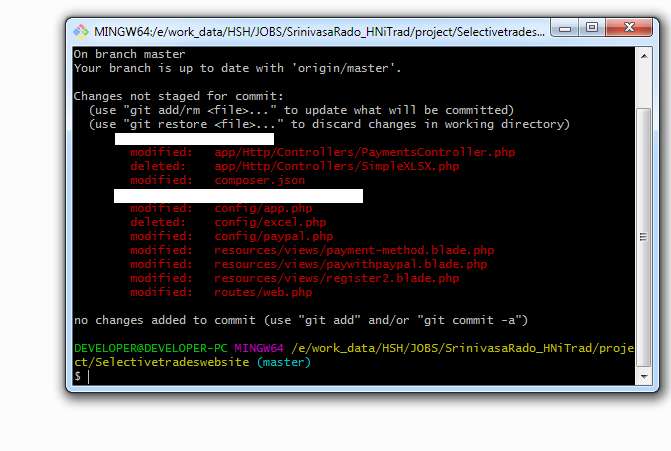 MINGW64:/e/work_data/HSH/JOBS/SrinivasaRado_HNiTrad/project/Selectivetrades...
On branch master
Your branch is up to date with 'origin/master'.
Changes not staged for commit:
(use "git add/rm <file>..." to update what will be committed)
(use "git restore <file>..." to discard changes in working directory)
modified: app/Http/Controllers/PaymentsController.php
deleted: app/Http/Controllers/SimpleXLSX.php
modified: composer.json
modified: config/app.php
deleted: config/excel.php
modified: config/paypal.php
modified: resources/views/payment-method.blade.php
modified: resources/views/paywithpaypal.blade.php
modified: resources/views/register2.blade.php
modified: routes/web.php
no changes added to commit (use "git add" and/or "git commit -a")
DEVELOPER@DEVELOPER-PC MINGW64 /e/work_data/HSH/JOBS/SrinivasaRado_HNiTrad/proje
ct/Selectivetradeswebsite (master)
$